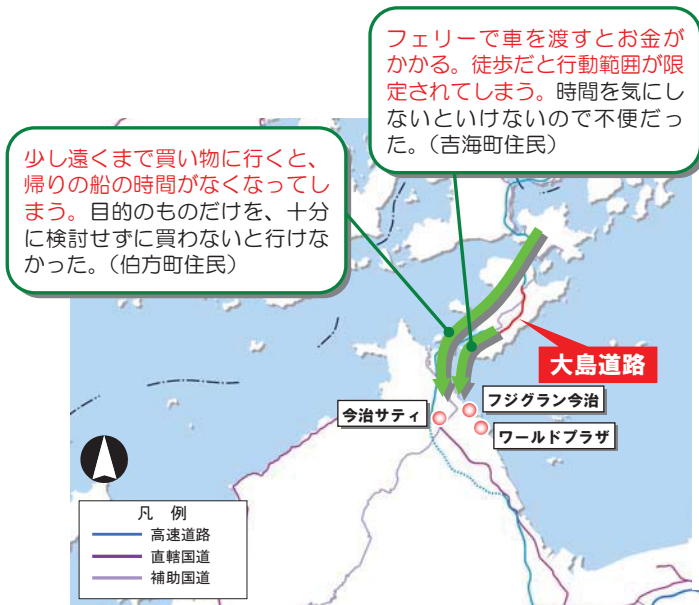 フェリーで車を渡すとお金が
かかる。徒歩だと行動範囲が限
定されてしまう。時間を気にし
ないといけないので不便だっ
た。（吉海町住民）
少し遠くまで買い物に行くと、
帰りの船の時間がなくなってし
まう。目的のものだけを、十分
に検討せずに買わないと行けな
かった。（伯方町住民）
大島道路
フジグラン今治
今治サティ
ワールドプラザ
凡 例
高速道路
直轄国道
補助国道